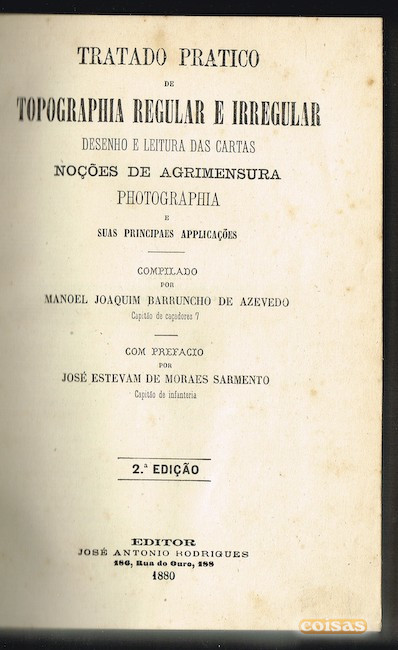 TRATADO PRATICO
DE
TOPOGRAPHIA REGULAR E IRREGULAR
DESENHO E LEITURA DAS CARTAS
NOÇÕES DE AGRIMENSURA
PHOTOGRAPHIA
E
SUAS PRINCIPAES APPLICAÇÕES
COMPILADO
POR
MANOEL JOAQUIM BARRUNCHO DE AZEVEDO
Capitão de caçadores 7
COM PREFACIO
POR
JOSÉ ESTEVAM DE MORAES SARMENTO
Capitão de infanteria
2.ª EDIÇÃO
EDITOR
JOSÉ ANTONIO RODRIGUES
186, Rua do Ouro, 188
1880
coisas